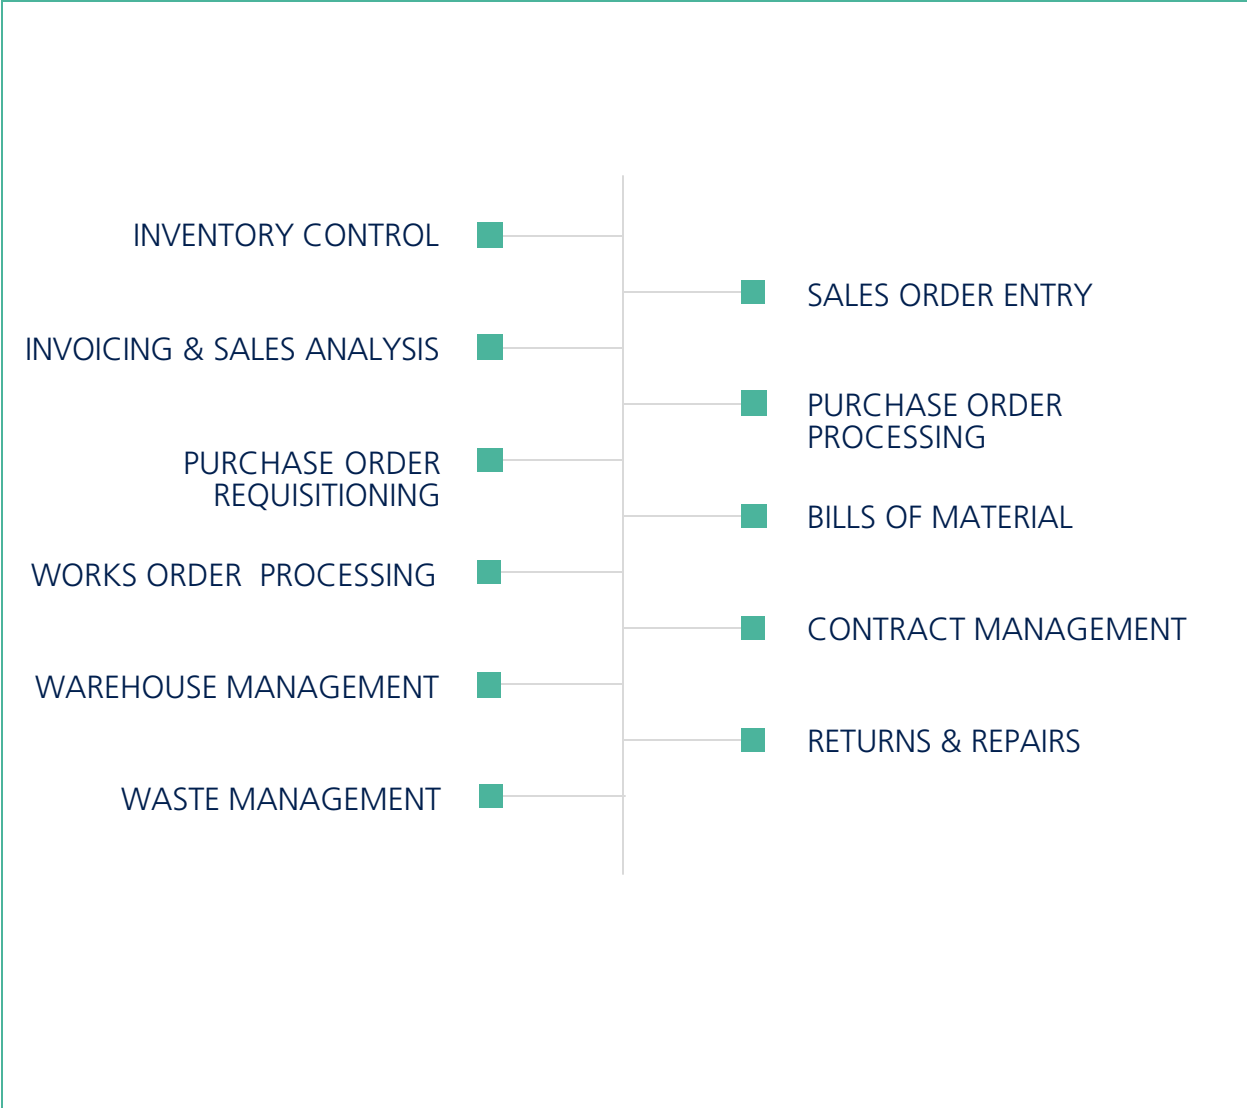 INVENTORY CONTROL
SALES ORDER ENTRY
INVOICING & SALES ANALYSIS
PURCHASE ORDER
PROCESSING
PURCHASE ORDER
REQUISITIONING
BILLS OF MATERIAL
WORKS ORDER  PROCESSING
CONTRACT MANAGEMENT
WAREHOUSE MANAGEMENT
RETURNS & REPAIRS
WASTE MANAGEMENT